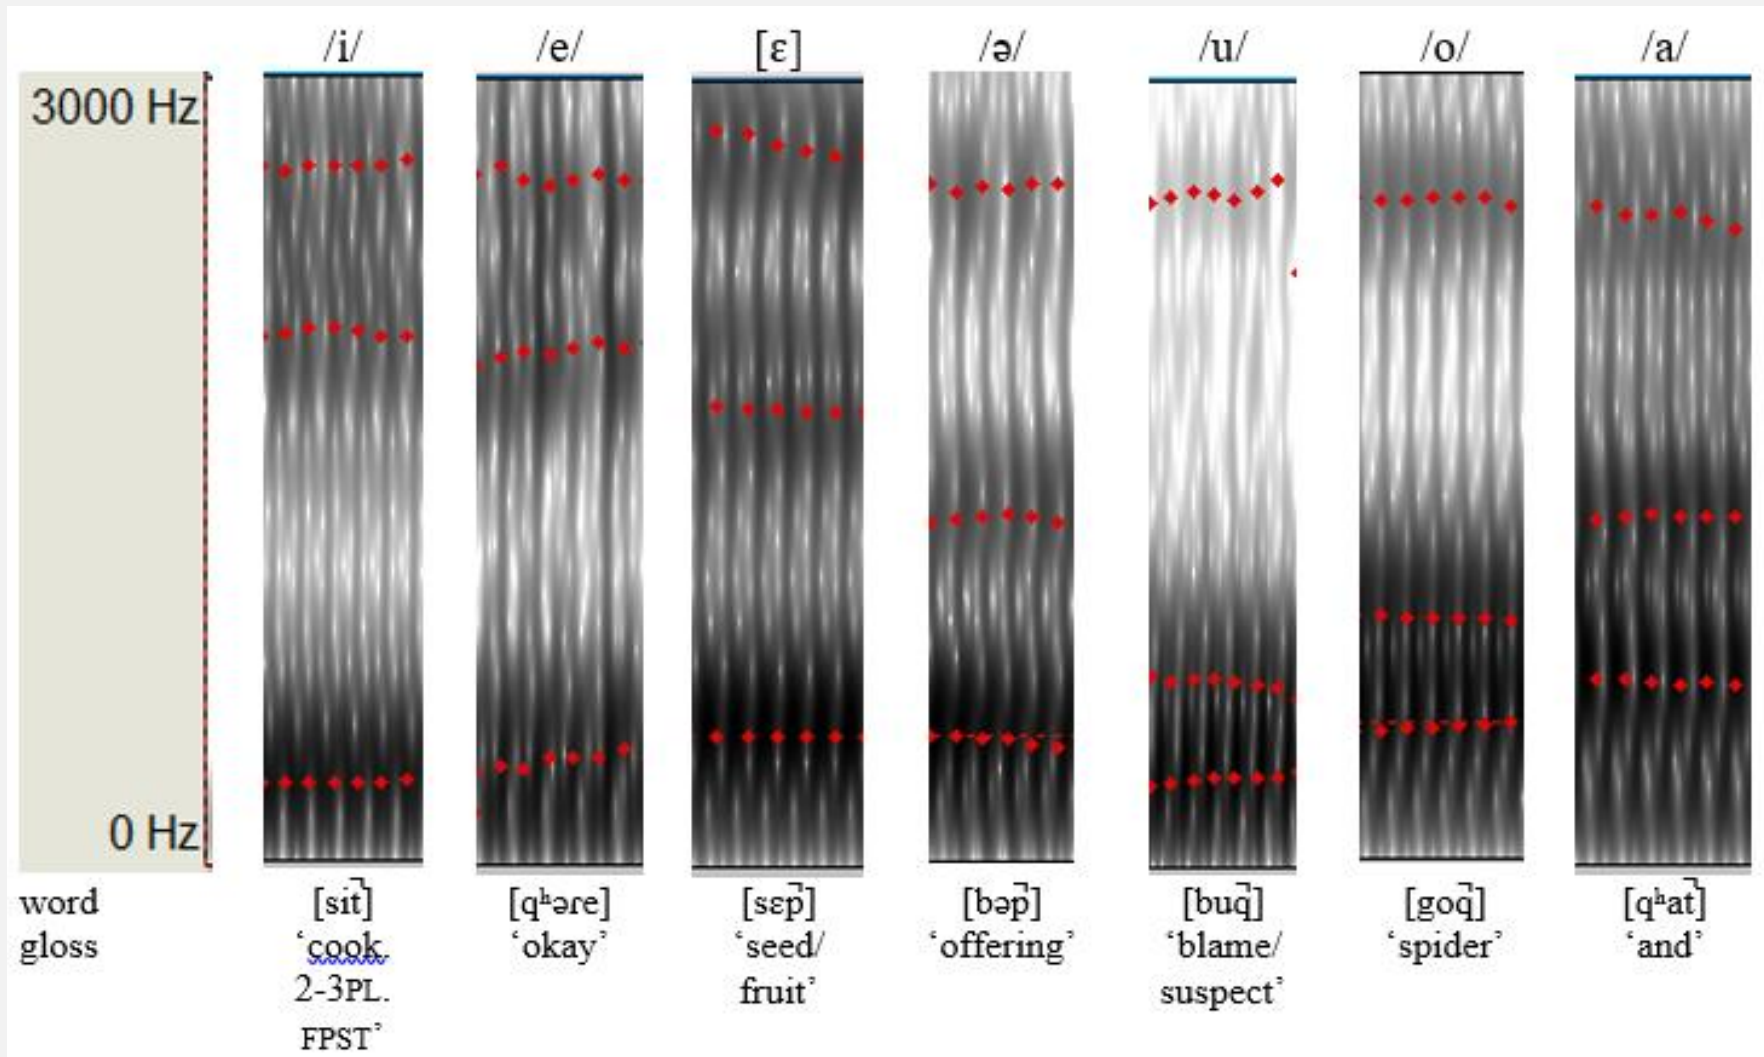 /i/ /e/ [ɛ] /ə/ /u/ /o/ /a/
3000 Hz
0 Hz
word [sit̚] [qʰəɾe] [sɛp̚] [bəp̚] [buq̚] [goq̚] [qʰat̚]
gloss ‘cook. ‘okay’ ‘seed/ ‘offering’ ‘blame/ ‘spider’ ‘and’
2-3PL. fruit’ suspect’
FPST’